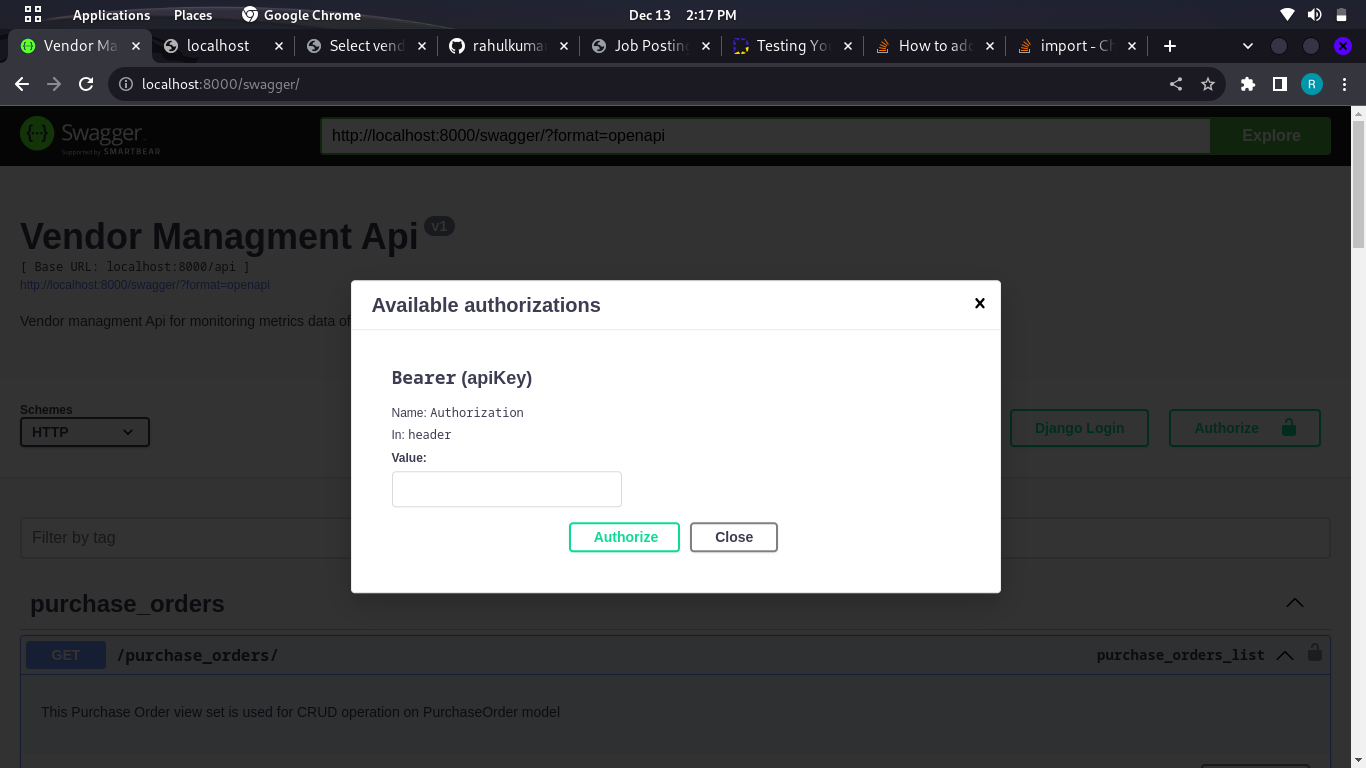 Applications Places Google Chrome Dec 13 2:17 PM
Vendor Ma localhost Select vend rahulkuma Job Posting Testing Yo How to add import - Ch
localhost:8000/swagger/ R
Swagger http://localhost:8000/swagger/?format=openapi Explore
Supported by SMARTBEAR
Vendor Managment Api v1
[ Base URL: localhost:8000/api ]
http://localhost:8000/swagger/?format=openapi
Vendor managment Api for monitoring metrics data of
Available authorizations
Bearer (apiKey)
Name: Authorization
In: header
Value:
Authorize Close
Schemes
HTTP Django Login Authorize
Filter by tag
purchase_orders
GET /purchase_orders/ purchase_orders_list
This Purchase Order view set is used for CRUD operation on PurchaseOrder model